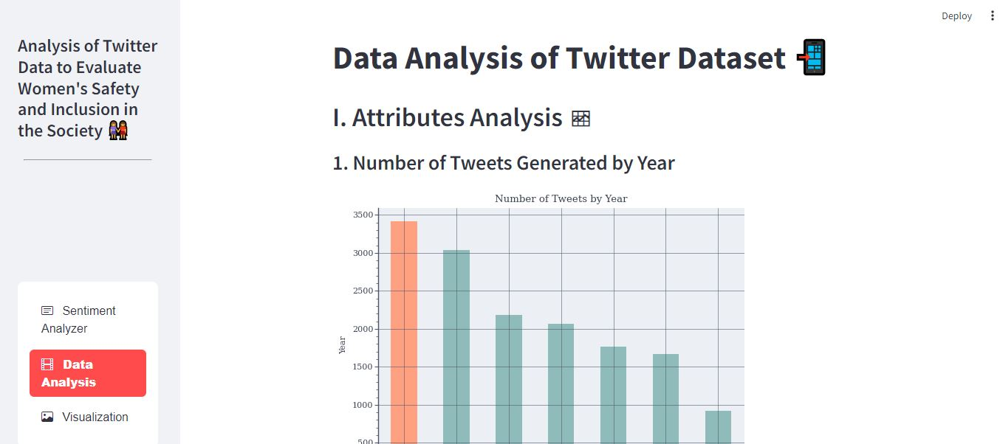 Deploy
Analysis of Twitter
Data to Evaluate
Women's Safety
and Inclusion in
the Society
Sentiment
Analyzer
Data
Analysis
Visualization
Data Analysis of Twitter Dataset
I. Attributes Analysis
1. Number of Tweets Generated by Year
Number of Tweets by Year
3500
3000
2500
2000
1500
1000
500
Year